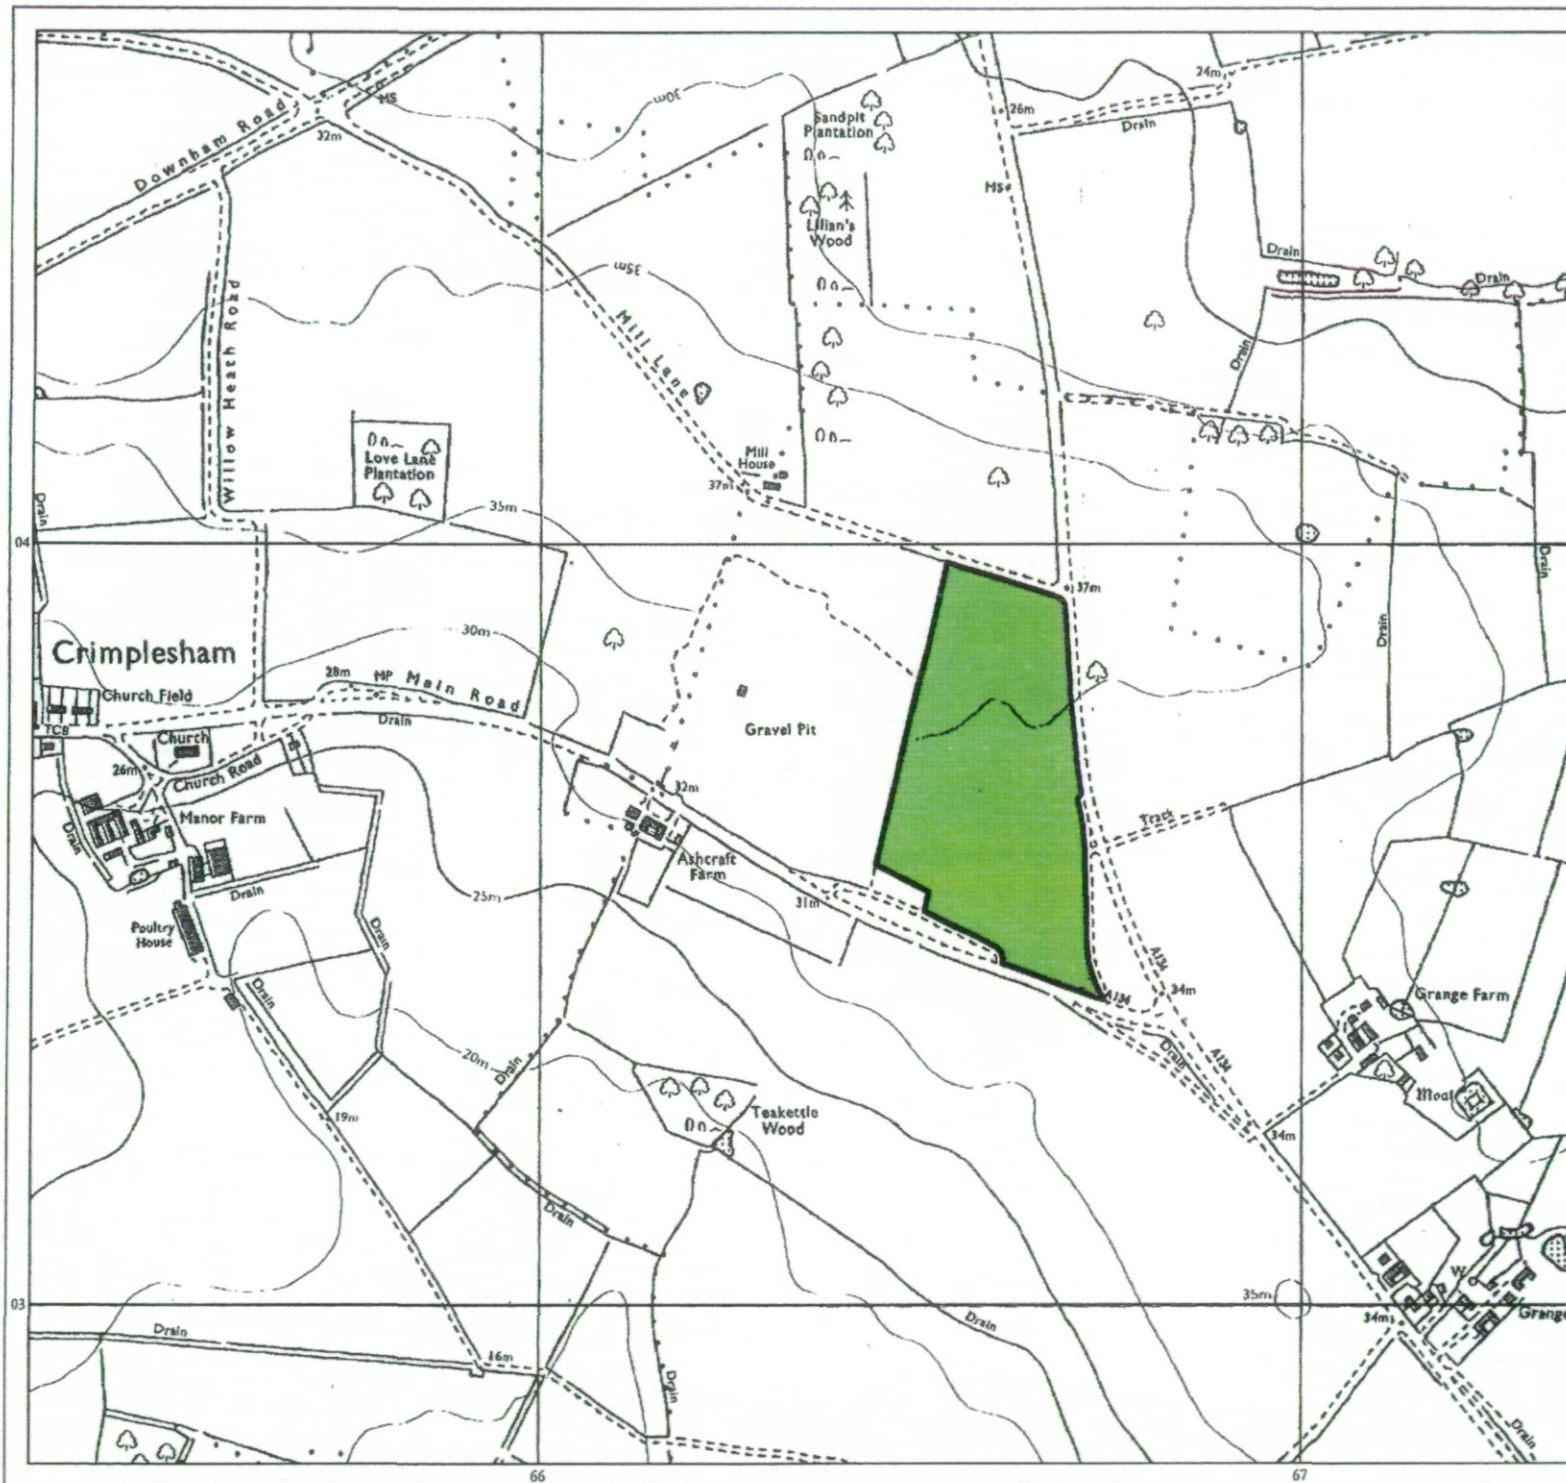 24m
MS
30m
Sandpit
Plantation
26m
Drain
Downham Road
32m
MS
Lilian's
Wood
Drain
Drain
35m
Willow Heath Road
Mill Lane
Drain
Love Lane
Plantation
Mill
House
37m
35m
Drain
04
Drain
37m
Drain
Crimplesham
30m
28m
MP
Main Road
Church Field
Drain
Gravel Pit
TCB
Church
26m
Church Road
32m
Manor Farm
Track
Drain
Ashcraft
Farm
Drain
25m
31m
Poultry
House
Drain
A134
Drain
A134
34m
Grange Farm
20m
Drain
Drain
A134
Moat
19m
Teakettle
Wood
34m
Drain
W
35m
03
34m
Grange
Drain
Drain
16m
Drain
Drain
66
67